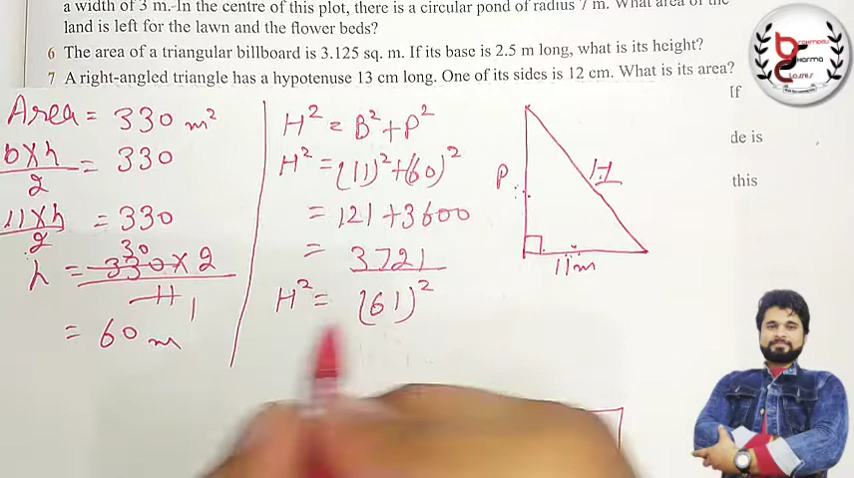 a width of 3 m. In the centre of this plot, there is a circular pond of radius 7 m. What area of the
land is left for the lawn and the flower beds?
6 The area of a triangular billboard is 3.125 sq. m. If its base is 2.5 m long, what is its height?
7 A right-angled triangle has a hypotenuse 13 cm long. One of its sides is 12 cm. What is its area?
If
de is
this
Area = 330 m²
b×h/2 = 330
11×h/2 = 330
30
h = 330×2/11 1
= 60 m
H² = B²+P²
H² = (11)²+(60)²
= 121+3600
= 3721
H² = (61)²
P
H
11m